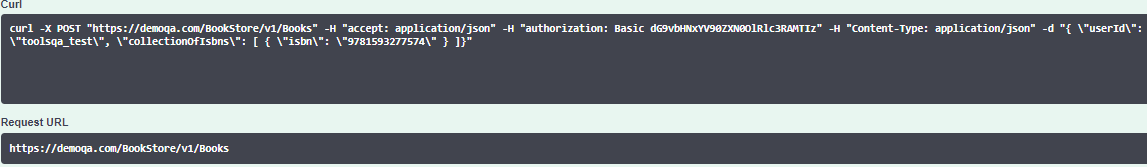 Curl
curl -X POST "https://demoqa.com/BookStore/v1/Books" -H "accept: application/json" -H "authorization: Basic dG9vbHNxYV90ZXN0OlRlc3RAMTIz" -H "Content-Type: application/json" -d "{ \"userId\":
\"toolsqa_test\", \"collectionOfIsbns\": [ { \"isbn\": \"9781593277574\" } ]}"
Request URL
https://demoqa.com/BookStore/v1/Books